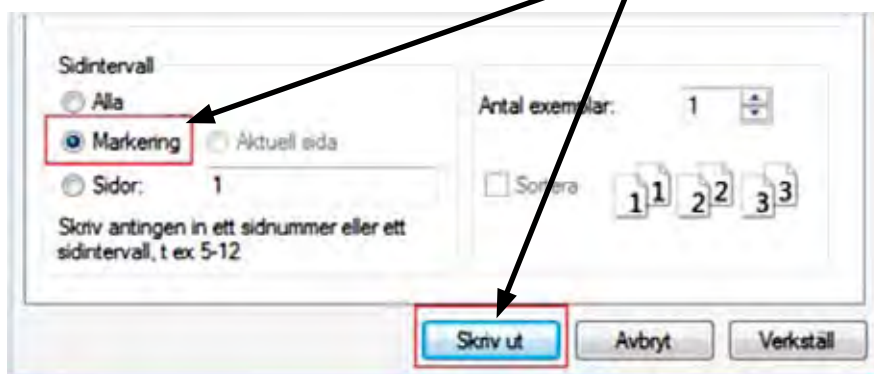 Sidintervall
Alla
Markering Aktuell sida
Sidor: 1
Skriv antingen in ett sidnummer eller ett
sidintervall, t ex 5-12
Antal exemplar: 1
Sortera 1 1 2 2 3 3
Skriv ut Avbryt Verkställ